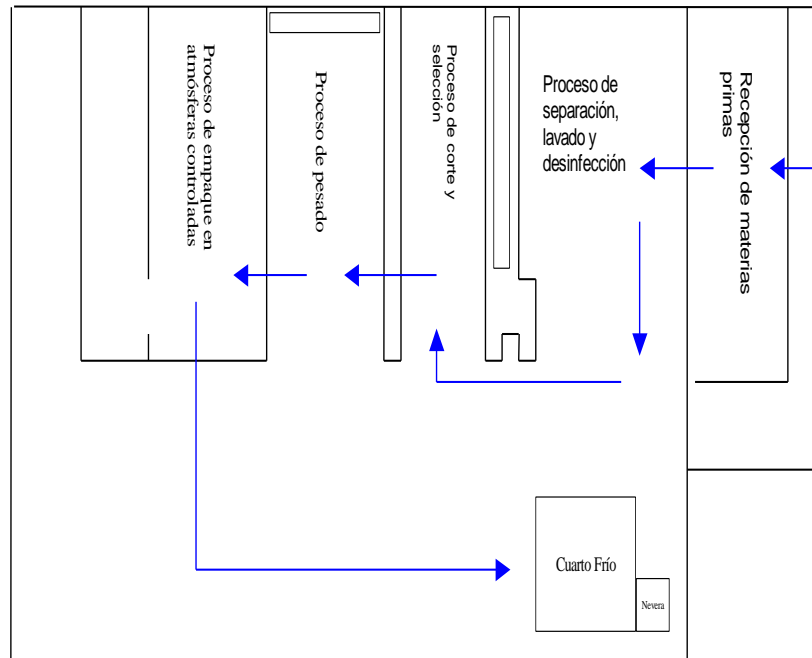 Proceso de empaque en
atmósferas controladas
Proceso de pesado
Proceso de corte y
selección
Proceso de
separación,
lavado y
desinfección
Recepción de materias
primas
Cuarto Frío
Nevera